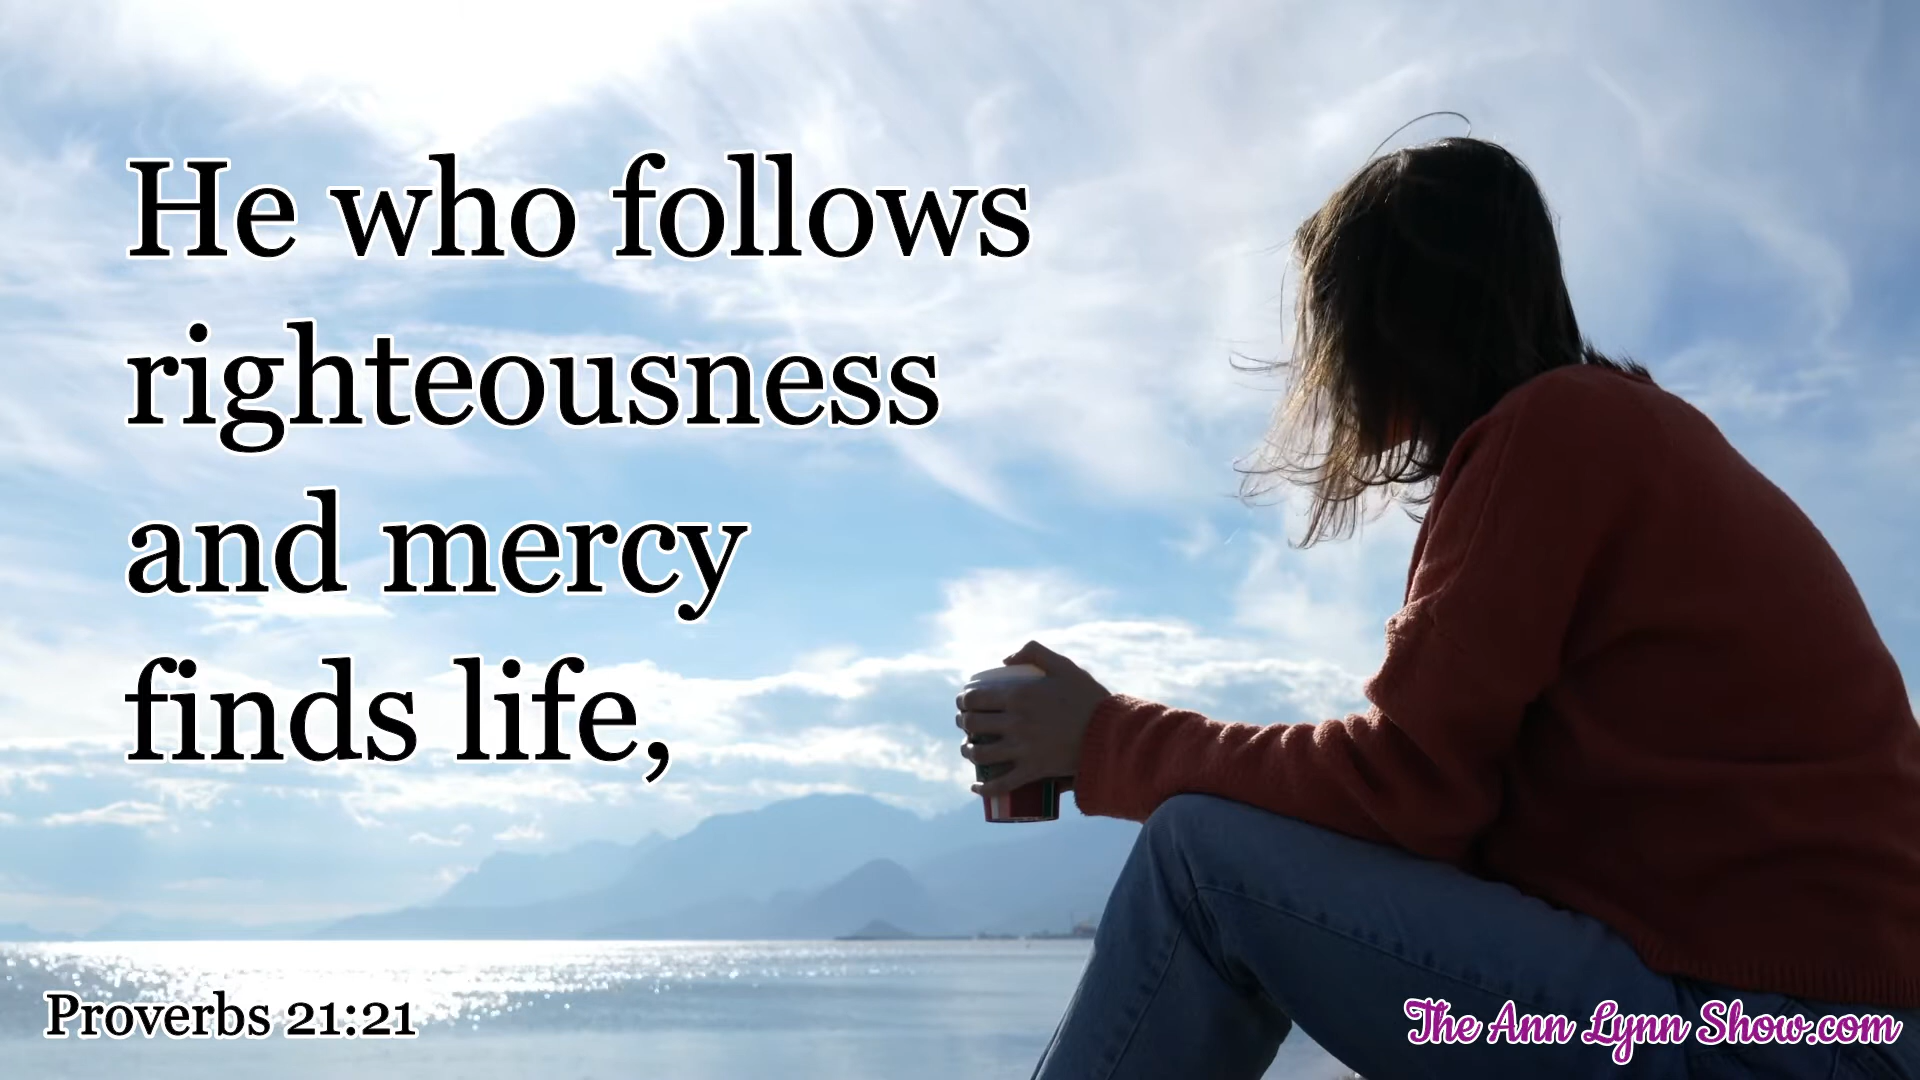 He who follows
righteousness
and mercy
finds life,
Proverbs 21:21
The Ann Lynn Show.com